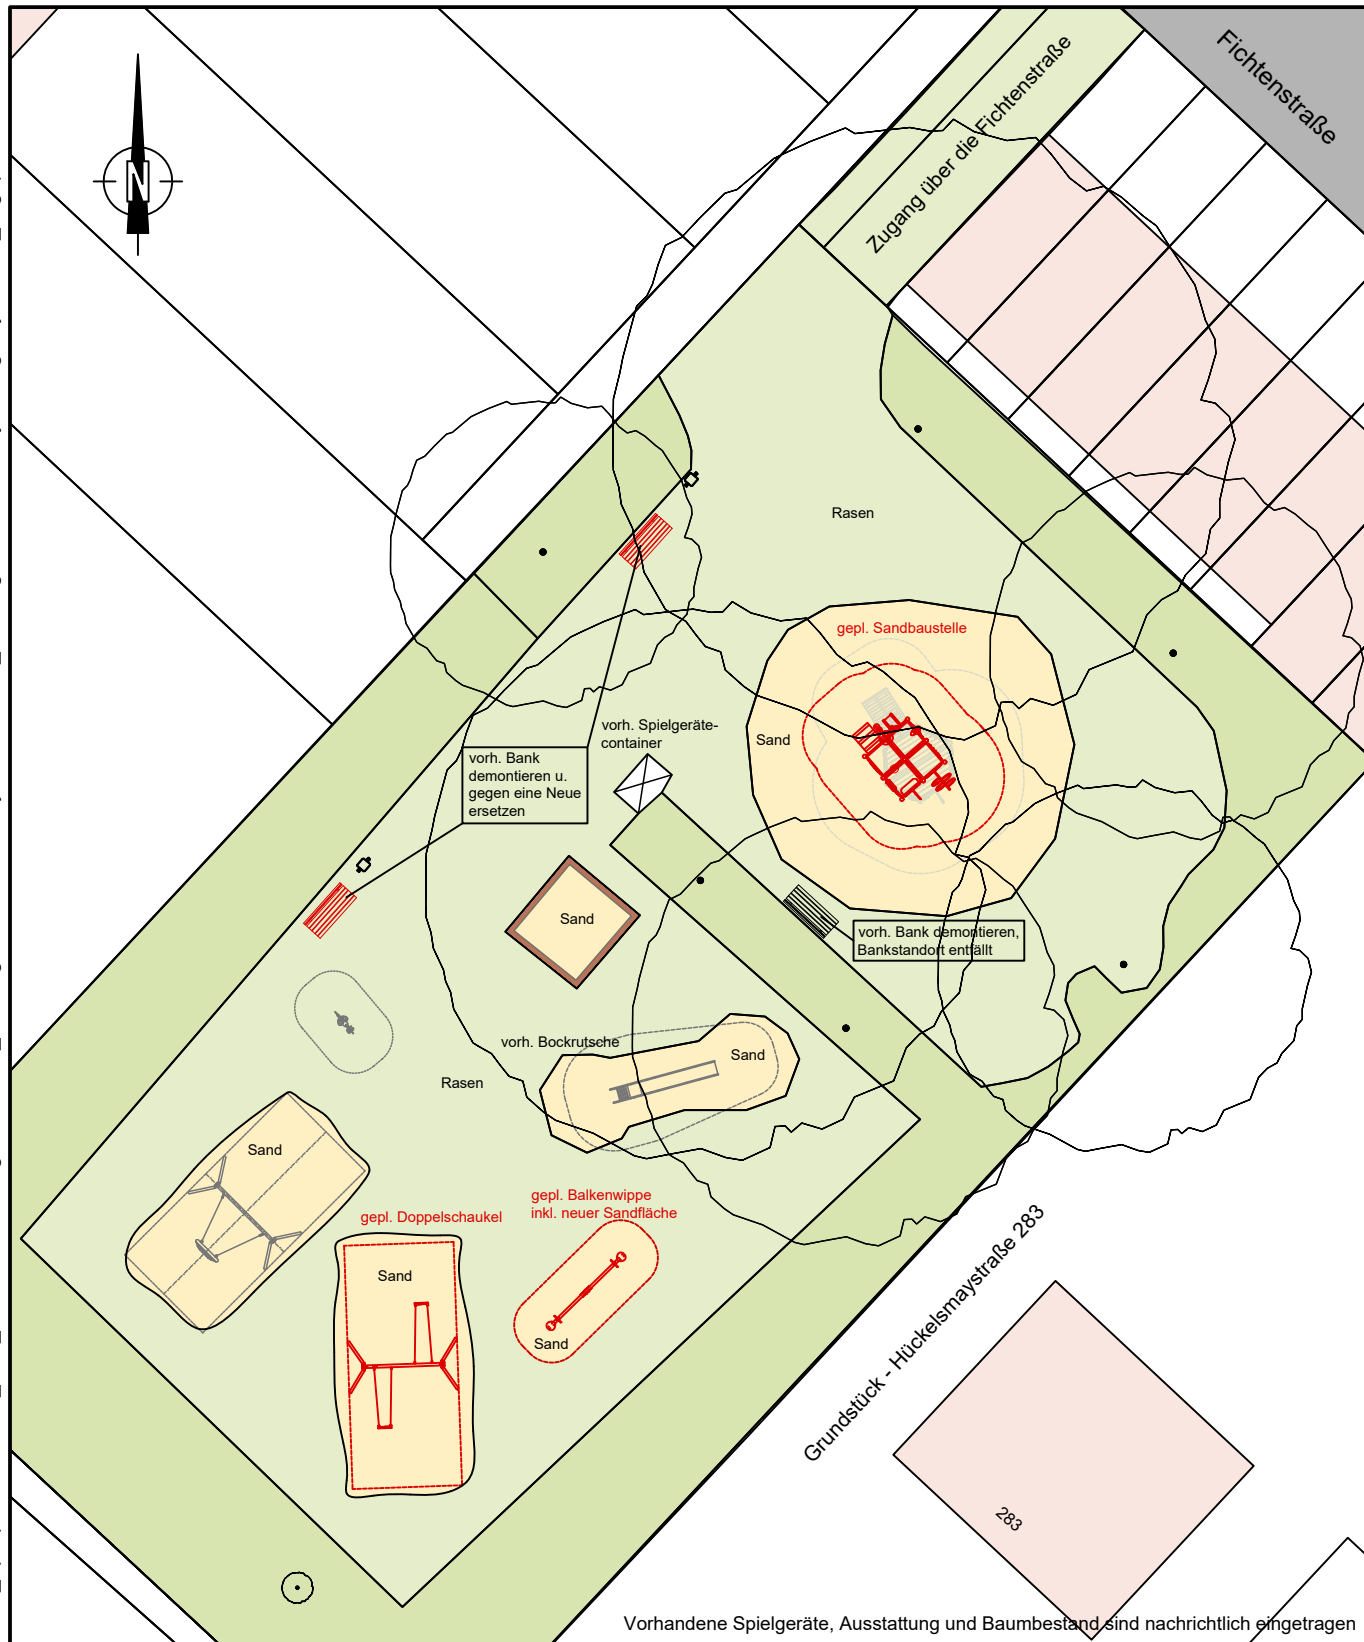 Fichtenstraße
Zugang über die Fichtenstraße
N
Rasen
gepl. Sandbaustelle
Sand
vorh. Spielgeräte-
container
vorh. Bank
demontieren u.
gegen eine Neue
ersetzen
Sand
vorh. Bank demontieren,
Bankstandort entfällt
vorh. Bockrutsche
Sand
Rasen
Sand
gepl. Balkenwippe
inkl. neuer Sandfläche
gepl. Doppelschaukel
Sand
Sand
Grundstück - Hückelsmaystraße 283
283
Vorhandene Spielgeräte, Ausstattung und Baumbestand sind nachrichtlich eingetragen